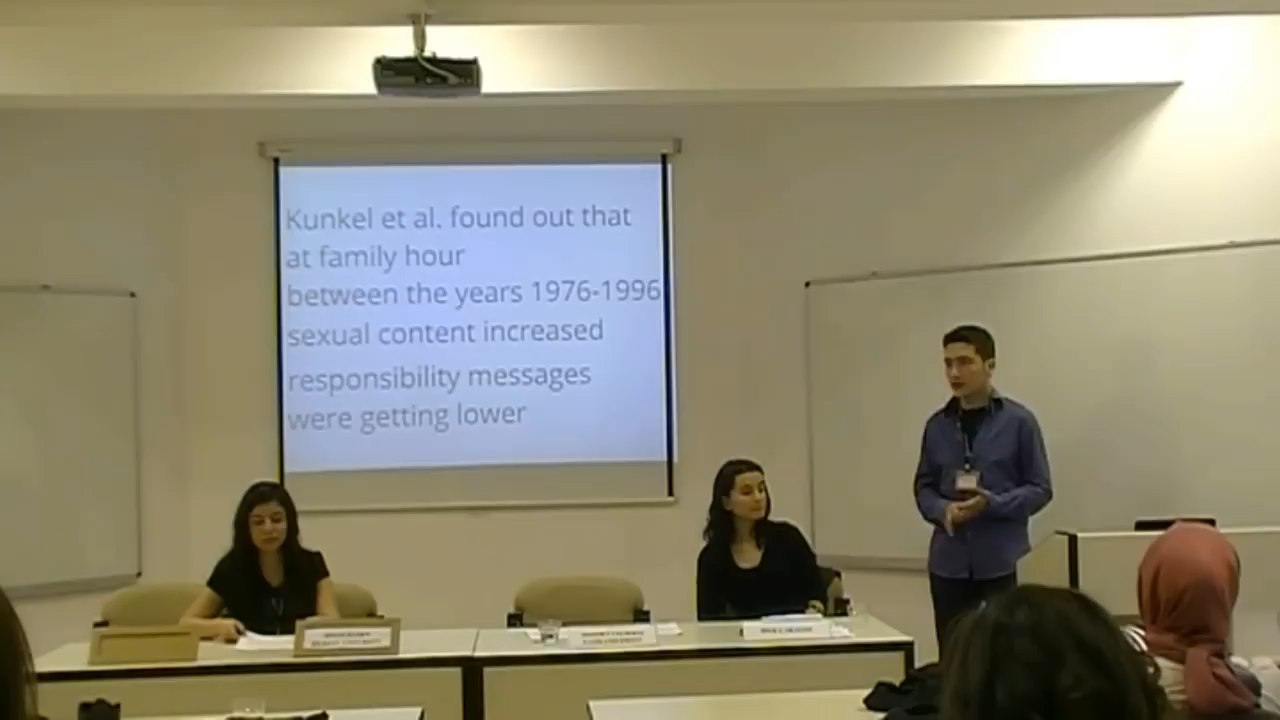 Kunkel et al. found out that
at family hour
between the years 1976-1996
sexual content increased
responsibility messages
were getting lower